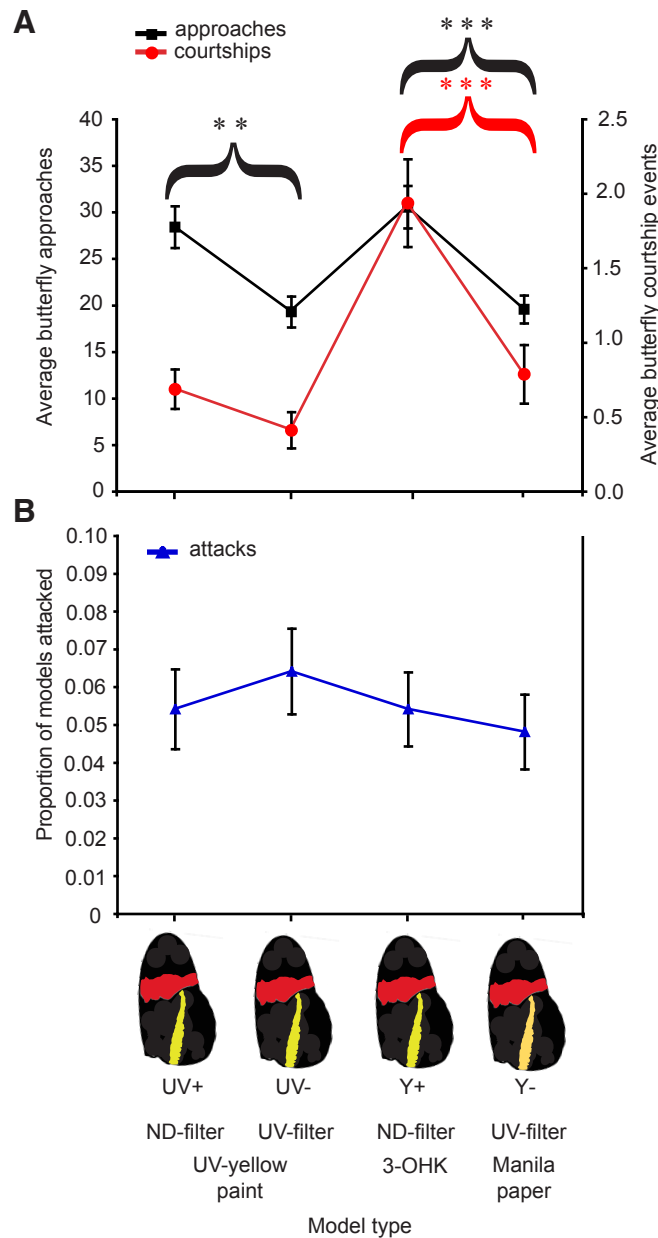 A
approaches
courtships
* * *
* * *
* *
40
35
30
25
20
15
10
5
0
Average butterfly approaches
2.5
2.0
1.5
1.0
0.5
0.0
Average butterfly courtship events
B
attacks
0.10
0.09
0.08
0.07
0.06
0.05
0.04
0.03
0.02
0.01
0
Proportion of models attacked
UV+ UV- Y+ Y-
ND-filter UV-filter ND-filter UV-filter
UV-yellow 3-OHK Manila
paint paper
Model type